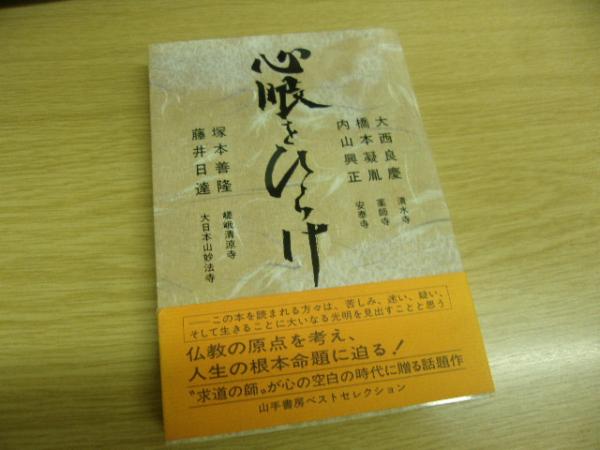 心眼をひらけ
大西良慶 清水寺
橋本凝胤 薬師寺
内山興正 安泰寺
塚本善隆 嵯峨清凉寺
藤井日達 大日本山妙法寺
──この本を読まれる方々は、苦しみ、迷い、疑い、
そして生きることに大いなる光明を見出すことと思う
仏教の原点を考え、
人生の根本命題に迫る!
〝求道の師〟が心の空白の時代に贈る話題作
山手書房ベストセレクション